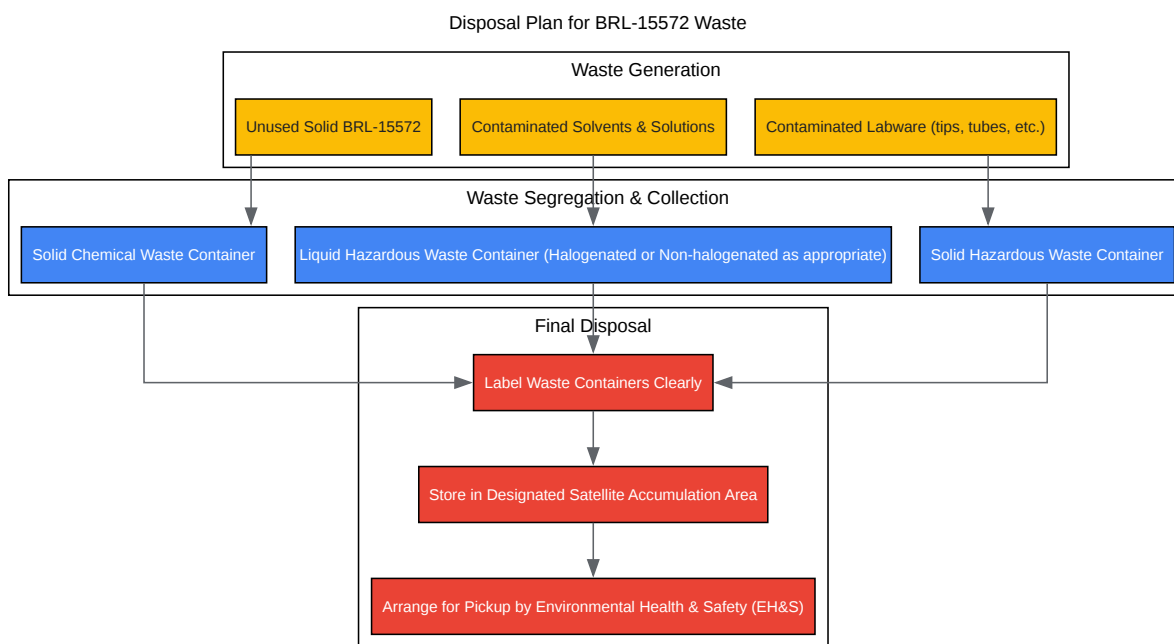 Disposal Plan for BRL-15572 Waste
Waste Generation
Unused Solid BRL-15572
Contaminated Solvents & Solutions
Contaminated Labware (tips, tubes, etc.)
Waste Segregation & Collection
Solid Chemical Waste Container
Liquid Hazardous Waste Container (Halogenated or Non-halogenated as appropriate)
Solid Hazardous Waste Container
Final Disposal
Label Waste Containers Clearly
Store in Designated Satellite Accumulation Area
Arrange for Pickup by Environmental Health & Safety (EH&S)